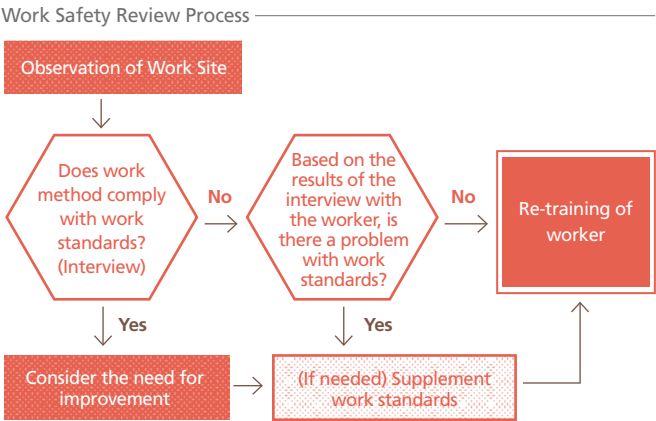 Work Safety Review Process
Observation of Work Site
Does work
method comply
with work
standards?
(Interview)
No
Based on the
results of the
interview with
the worker, is
there a problem
with work
standards?
No
Re-training of
worker
Yes
Yes
Consider the need for
improvement
(If needed) Supplement
work standards